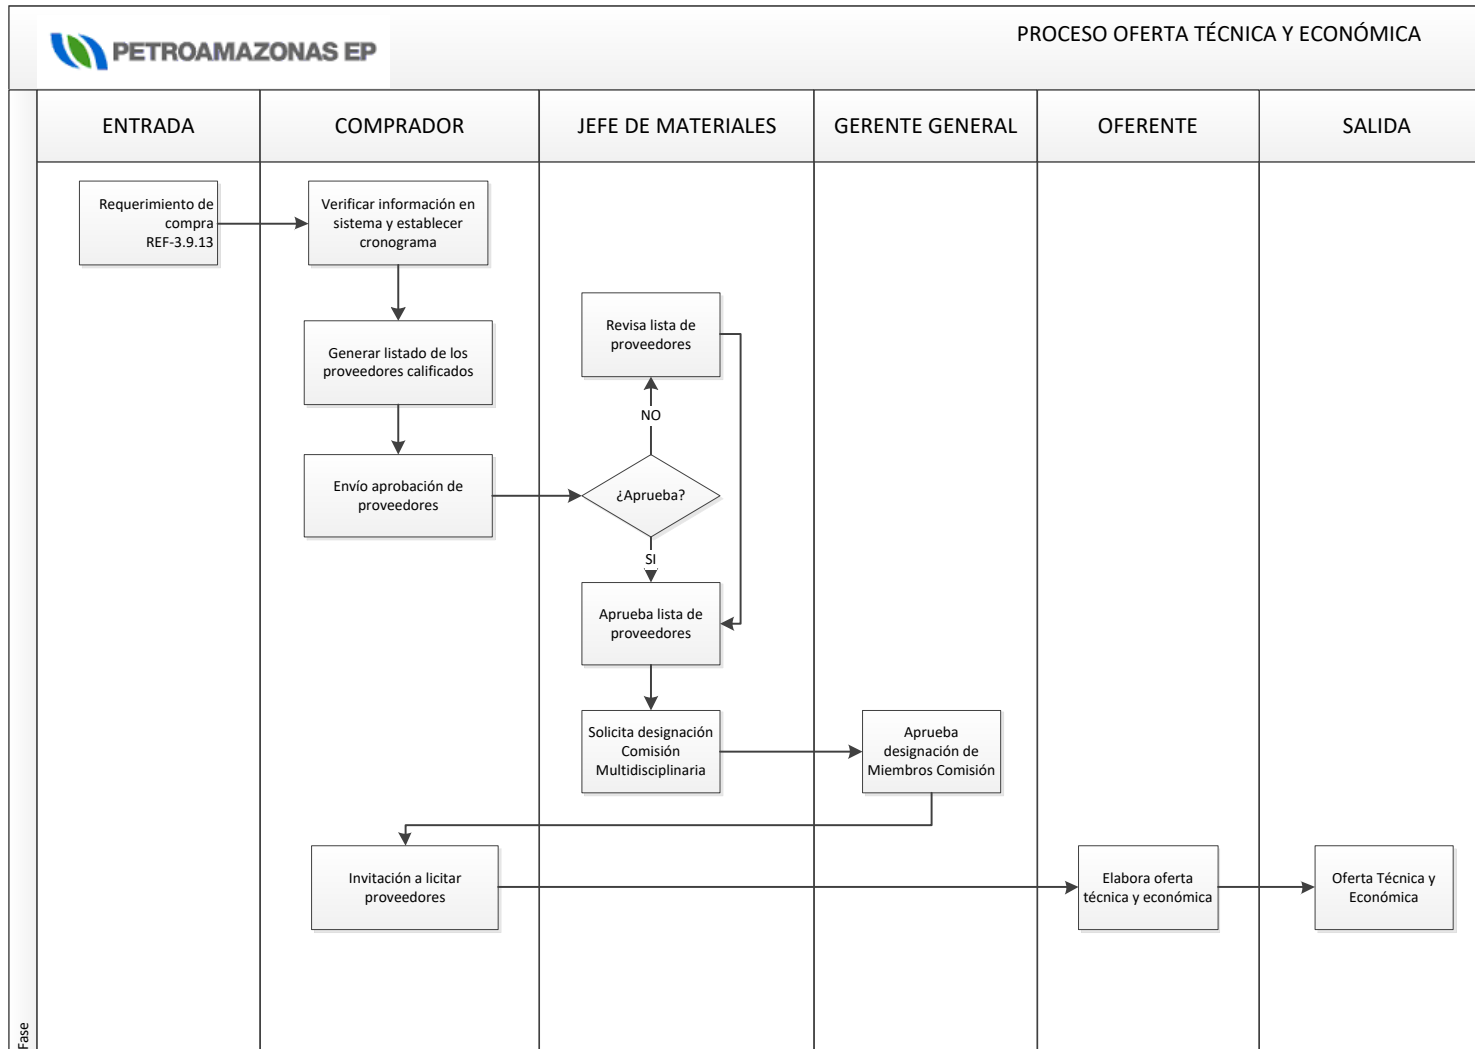 PETROAMAZONAS EP
PROCESO OFERTA TÉCNICA Y ECONÓMICA
ENTRADA
COMPRADOR
JEFE DE MATERIALES
GERENTE GENERAL
OFERENTE
SALIDA
Requerimiento de
compra
REF-3.9.13
Verificar información en
sistema y establecer
cronograma
Generar listado de los
proveedores calificados
Envío aprobación de
proveedores
Revisa lista de
proveedores
NO
¿Aprueba?
SI
Aprueba lista de
proveedores
Solicita designación
Comisión
Multidisciplinaria
Aprueba
designación de
Miembros Comisión
Invitación a licitar
proveedores
Elabora oferta
técnica y económica
Oferta Técnica y
Económica
Fase